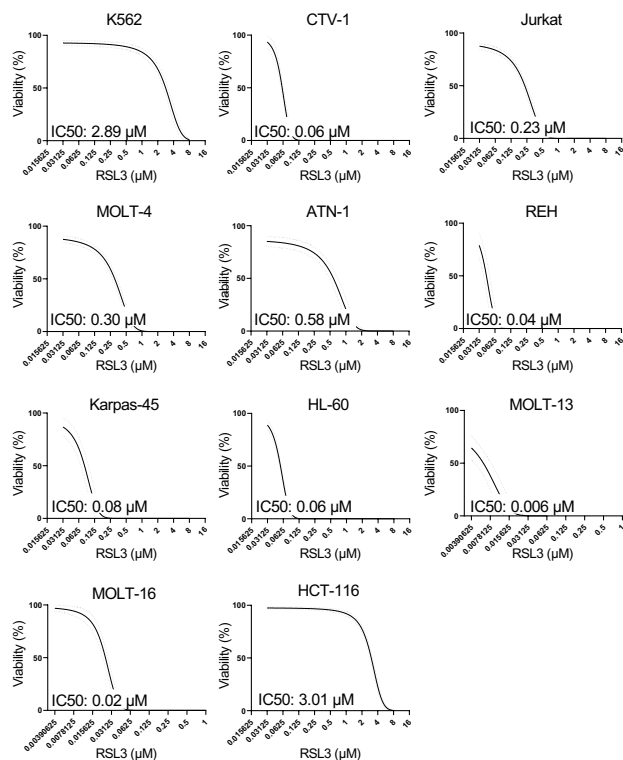 K562
Viability (%)
100
50
0
IC50: 2.89 µM
0.015625 0.03125 0.0625 0.125 0.25 0.5 1 2 4 8 16
RSL3 (µM)
CTV-1
Viability (%)
100
50
0
IC50: 0.06 µM
0.015625 0.03125 0.0625 0.125 0.25 0.5 1 2 4 8 16
RSL3 (µM)
Jurkat
Viability (%)
100
50
0
IC50: 0.23 µM
0.015625 0.03125 0.0625 0.125 0.25 0.5 1 2 4 8 16
RSL3 (µM)
MOLT-4
Viability (%)
100
50
0
IC50: 0.30 µM
0.015625 0.03125 0.0625 0.125 0.25 0.5 1 2 4 8 16
RSL3 (µM)
ATN-1
Viability (%)
100
50
0
IC50: 0.58 µM
0.015625 0.03125 0.0625 0.125 0.25 0.5 1 2 4 8 16
RSL3 (µM)
REH
Viability (%)
100
50
0
IC50: 0.04 µM
0.015625 0.03125 0.0625 0.125 0.25 0.5 1 2 4 8 16
RSL3 (µM)
Karpas-45
Viability (%)
100
50
0
IC50: 0.08 µM
0.015625 0.03125 0.0625 0.125 0.25 0.5 1 2 4 8 16
RSL3 (µM)
HL-60
Viability (%)
100
50
0
IC50: 0.06 µM
0.015625 0.03125 0.0625 0.125 0.25 0.5 1 2 4 8 16
RSL3 (µM)
MOLT-13
Viability (%)
100
50
0
IC50: 0.006 µM
0.00390625 0.0078125 0.015625 0.03125 0.0625 0.125 0.25 0.5 1
RSL3 (µM)
MOLT-16
Viability (%)
100
50
0
IC50: 0.02 µM
0.00390625 0.0078125 0.015625 0.03125 0.0625 0.125 0.25 0.5 1
RSL3 (µM)
HCT-116
Viability (%)
100
50
0
IC50: 3.01 µM
0.015625 0.03125 0.0625 0.125 0.25 0.5 1 2 4 8 16
RSL3 (µM)